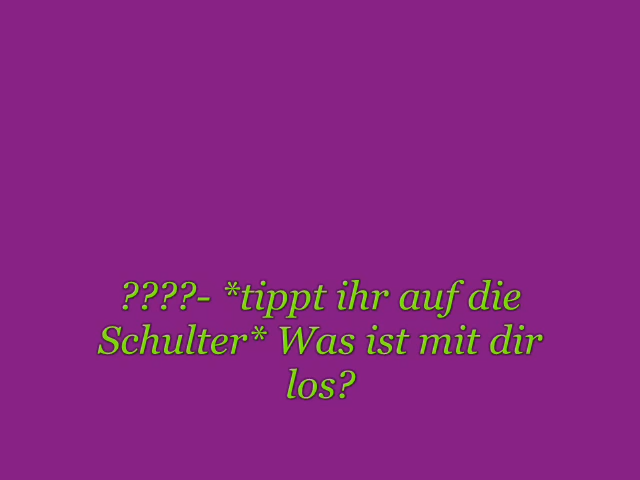 ????- *tippt ihr auf die
Schulter* Was ist mit dir
los?